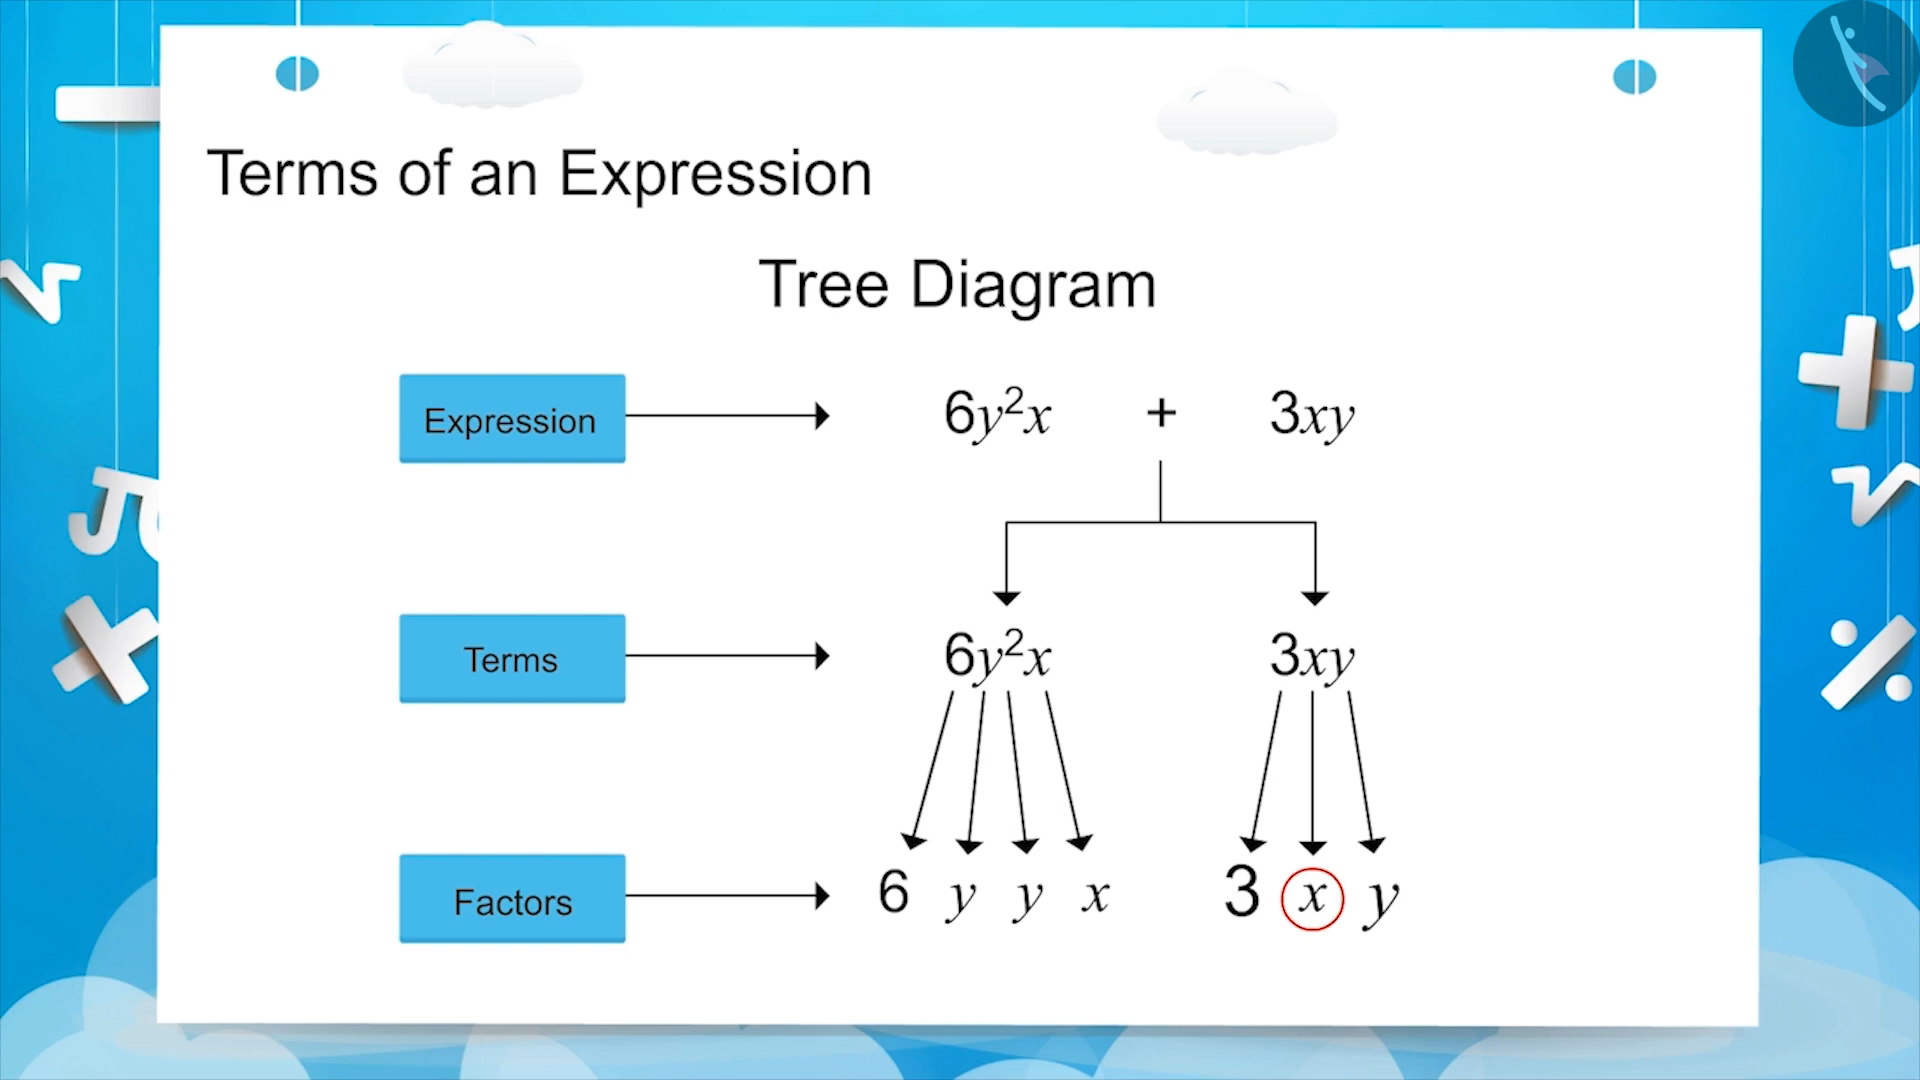 Terms of an Expression
Tree Diagram
Expression 6y²x + 3xy
Terms 6y²x 3xy
Factors 6 y y x 3 x y